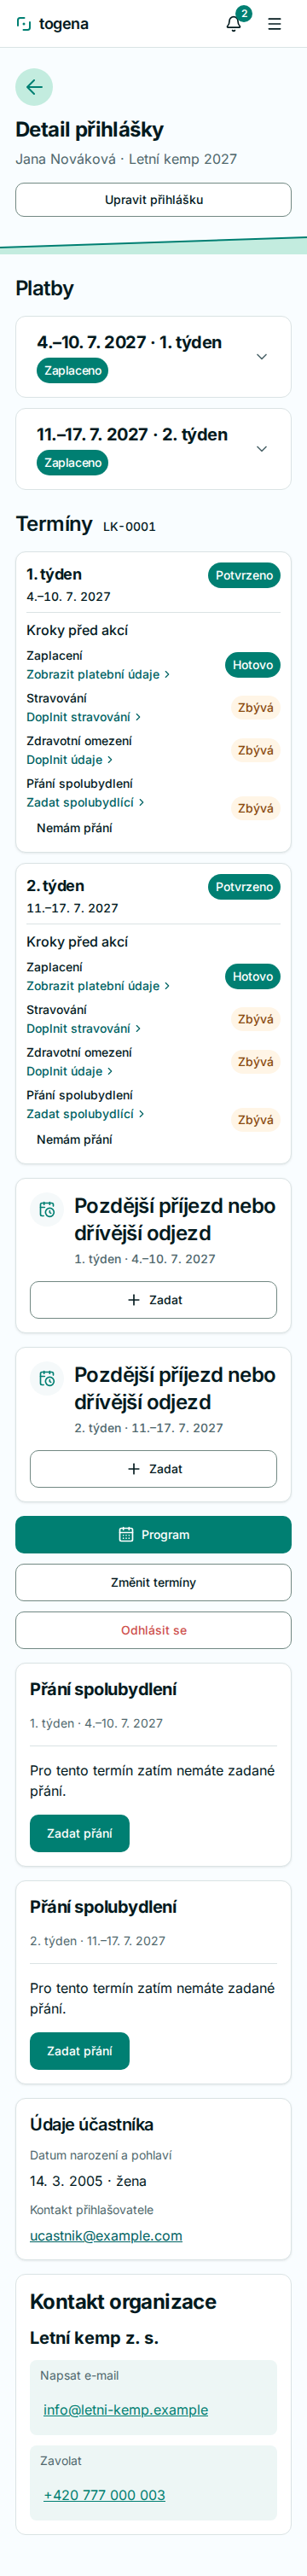 togena
2
Detail přihlášky
Jana Nováková · Letní kemp 2027
Upravit přihlášku
Platby
4.–10. 7. 2027 · 1. týden
Zaplaceno
11.–17. 7. 2027 · 2. týden
Zaplaceno
Termíny LK-0001
1. týden
Potvrzeno
4.–10. 7. 2027
Kroky před akcí
Zaplacení
Zobrazit platební údaje
Hotovo
Stravování
Doplnit stravování
Zbývá
Zdravotní omezení
Doplnit údaje
Zbývá
Přání spolubydlení
Zadat spolubydlící
Zbývá
Nemám přání
2. týden
Potvrzeno
11.–17. 7. 2027
Kroky před akcí
Zaplacení
Zobrazit platební údaje
Hotovo
Stravování
Doplnit stravování
Zbývá
Zdravotní omezení
Doplnit údaje
Zbývá
Přání spolubydlení
Zadat spolubydlící
Zbývá
Nemám přání
Pozdější příjezd nebo
dřívější odjezd
1. týden · 4.–10. 7. 2027
Zadat
Pozdější příjezd nebo
dřívější odjezd
2. týden · 11.–17. 7. 2027
Zadat
Program
Změnit termíny
Odhlásit se
Přání spolubydlení
1. týden · 4.–10. 7. 2027
Pro tento termín zatím nemáte zadané
přání.
Zadat přání
Přání spolubydlení
2. týden · 11.–17. 7. 2027
Pro tento termín zatím nemáte zadané
přání.
Zadat přání
Údaje účastníka
Datum narození a pohlaví
14. 3. 2005 · žena
Kontakt přihlašovatele
ucastnik@example.com
Kontakt organizace
Letní kemp z. s.
Napsat e-mail
info@letni-kemp.example
Zavolat
+420 777 000 003